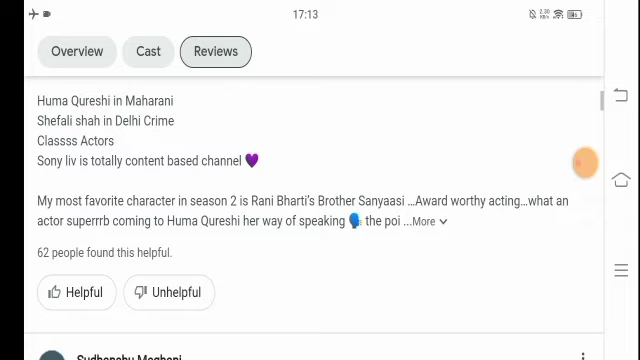 17:13
Overview
Cast
Reviews
Huma Qureshi in Maharani
Shefali shah in Delhi Crime
Classss Actors
Sony liv is totally content based channel 💜
My most favorite character in season 2 is Rani Bharti's Brother Sanyaasi ...Award worthy acting...what an
actor superrrb coming to Huma Qureshi her way of speaking 🗣 the poi ...More
62 people found this helpful.
Helpful
Unhelpful